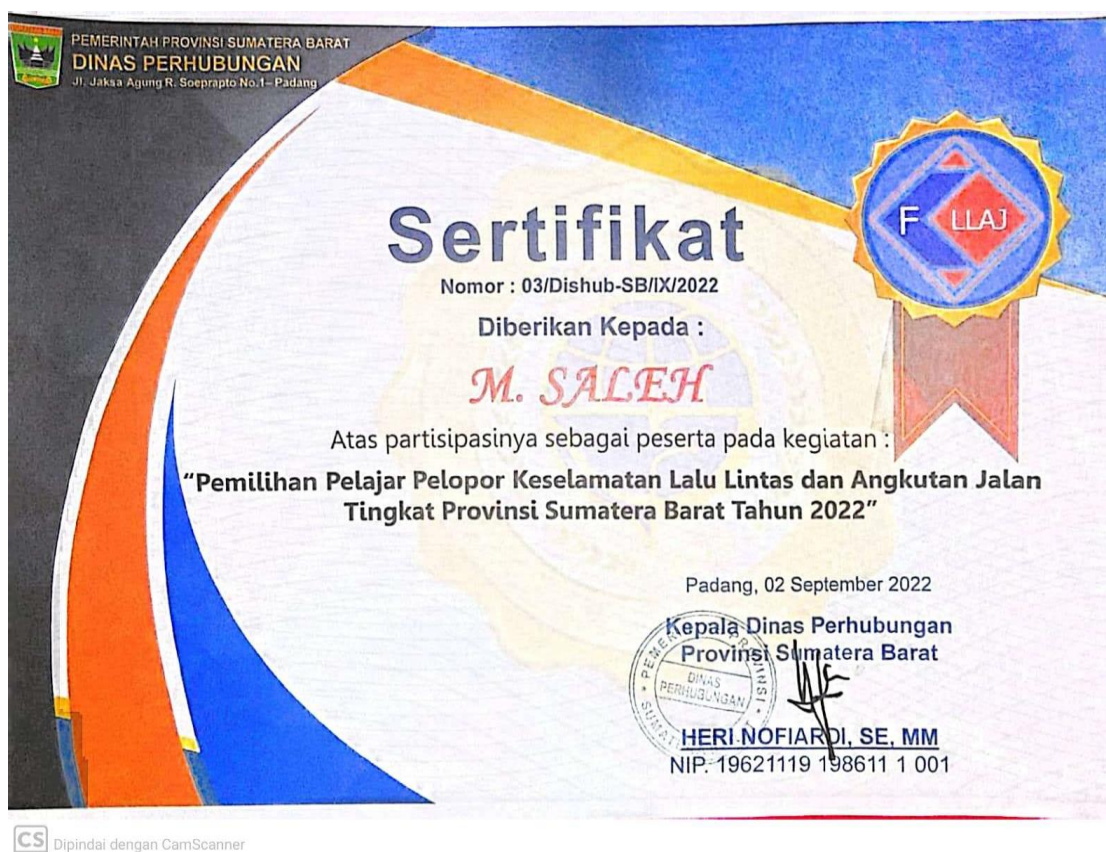 PEMERINTAH PROVINSI SUMATERA BARAT
DINAS PERHUBUNGAN
Jl. Jaksa Agung R. Soeprapto No.1– Padang
F LLAJ
Sertifikat
Nomor : 03/Dishub-SB/IX/2022
Diberikan Kepada :
M. SALEH
Atas partisipasinya sebagai peserta pada kegiatan :
“Pemilihan Pelajar Pelopor Keselamatan Lalu Lintas dan Angkutan Jalan
Tingkat Provinsi Sumatera Barat Tahun 2022”
Padang, 02 September 2022
Kepala Dinas Perhubungan
Provinsi Sumatera Barat
DINAS
PERHUBUNGAN
HERI NOFIARDI, SE, MM
NIP. 19621119 198611 1 001
CS Dipindai dengan CamScanner